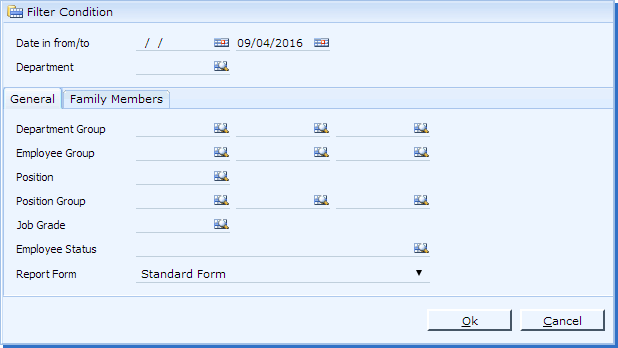 Filter Condition
Date in from/to / / 09/04/2016
Department
General Family Members
Department Group
Employee Group
Position
Position Group
Job Grade
Employee Status
Report Form Standard Form
Ok Cancel